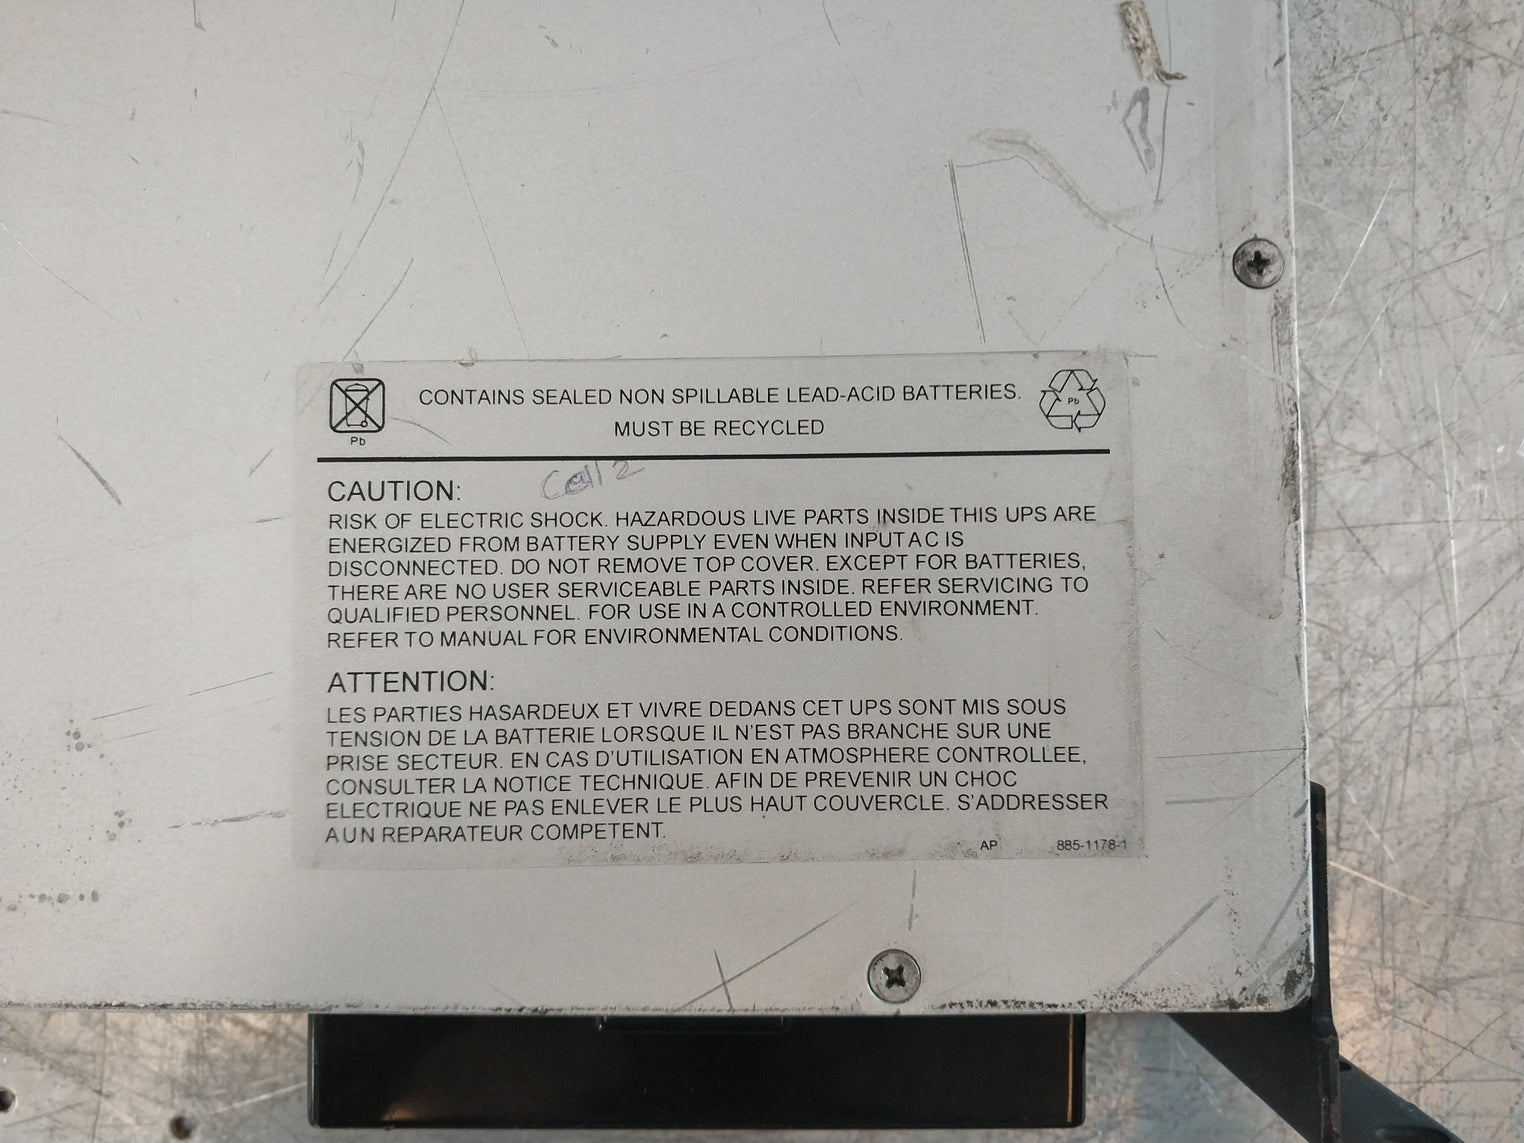 CONTAINS SEALED NON SPILLABLE LEAD-ACID BATTERIES.
MUST BE RECYCLED
Pb
Pb
Cell 2
CAUTION:
RISK OF ELECTRIC SHOCK. HAZARDOUS LIVE PARTS INSIDE THIS UPS ARE
ENERGIZED FROM BATTERY SUPPLY EVEN WHEN INPUT A C IS
DISCONNECTED. DO NOT REMOVE TOP COVER. EXCEPT FOR BATTERIES,
THERE ARE NO USER SERVICEABLE PARTS INSIDE. REFER SERVICING TO
QUALIFIED PERSONNEL. FOR USE IN A CONTROLLED ENVIRONMENT.
REFER TO MANUAL FOR ENVIRONMENTAL CONDITIONS.
ATTENTION:
LES PARTIES HASARDEUX ET VIVRE DEDANS CET UPS SONT MIS SOUS
TENSION DE LA BATTERIE LORSQUE IL N'EST PAS BRANCHE SUR UNE
PRISE SECTEUR. EN CAS D'UTILISATION EN ATMOSPHERE CONTROLLEE,
CONSULTER LA NOTICE TECHNIQUE. AFIN DE PREVENIR UN CHOC
ELECTRIQUE NE PAS ENLEVER LE PLUS HAUT COUVERCLE. S'ADDRESSER
A UN REPARATEUR COMPETENT.
AP 885-1178-1